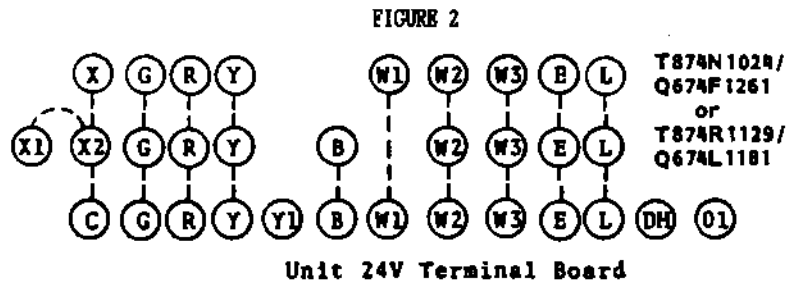 FIGURE 2
X G R Y W1 W2 W3 E L
T874N1024/
Q674F1261
or
T874R1129/
Q674L1181
X1 X2 G R Y B W2 W3 E L
C G R Y Y1 B W1 W2 W3 E L DH O1
Unit 24V Terminal Board